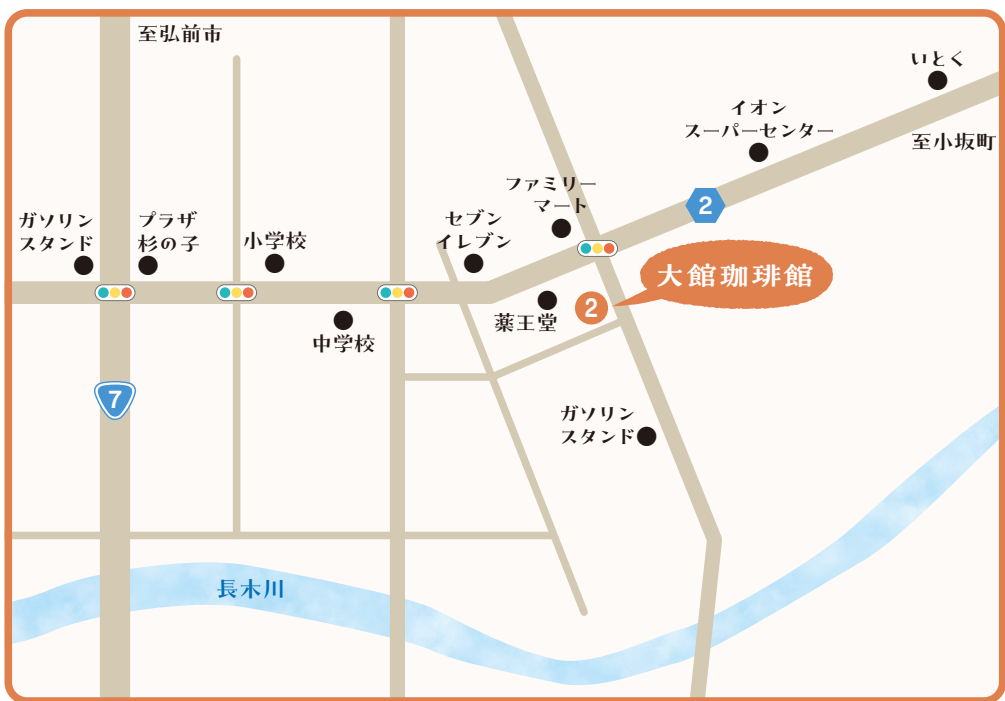 至弘前市
いとく
イオン
スーパーセンター
至小坂町
ファミリー
マート
2
ガソリン
スタンド
プラザ
杉の子
小学校
セブン
イレブン
大館珈琲館
2
薬王堂
中学校
7
ガソリン
スタンド
長木川